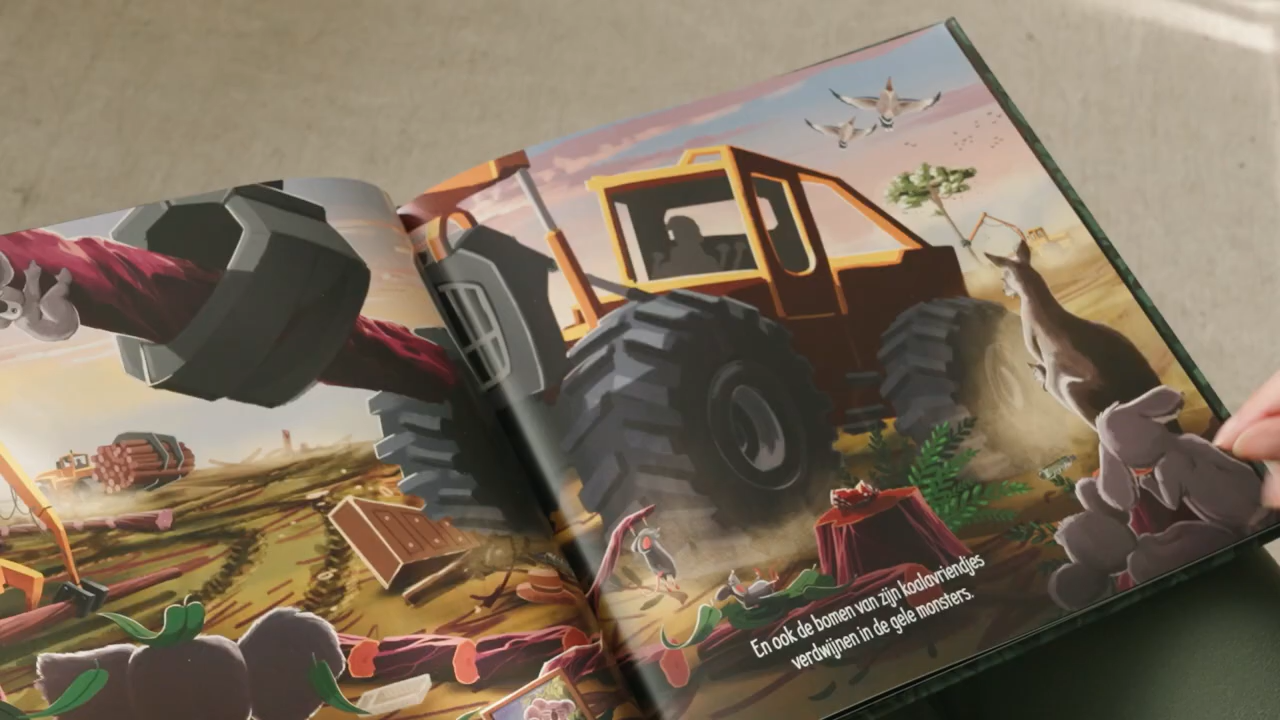 En ook de bomen van zijn koalavriendjes
verdwijnen in de gele monsters.